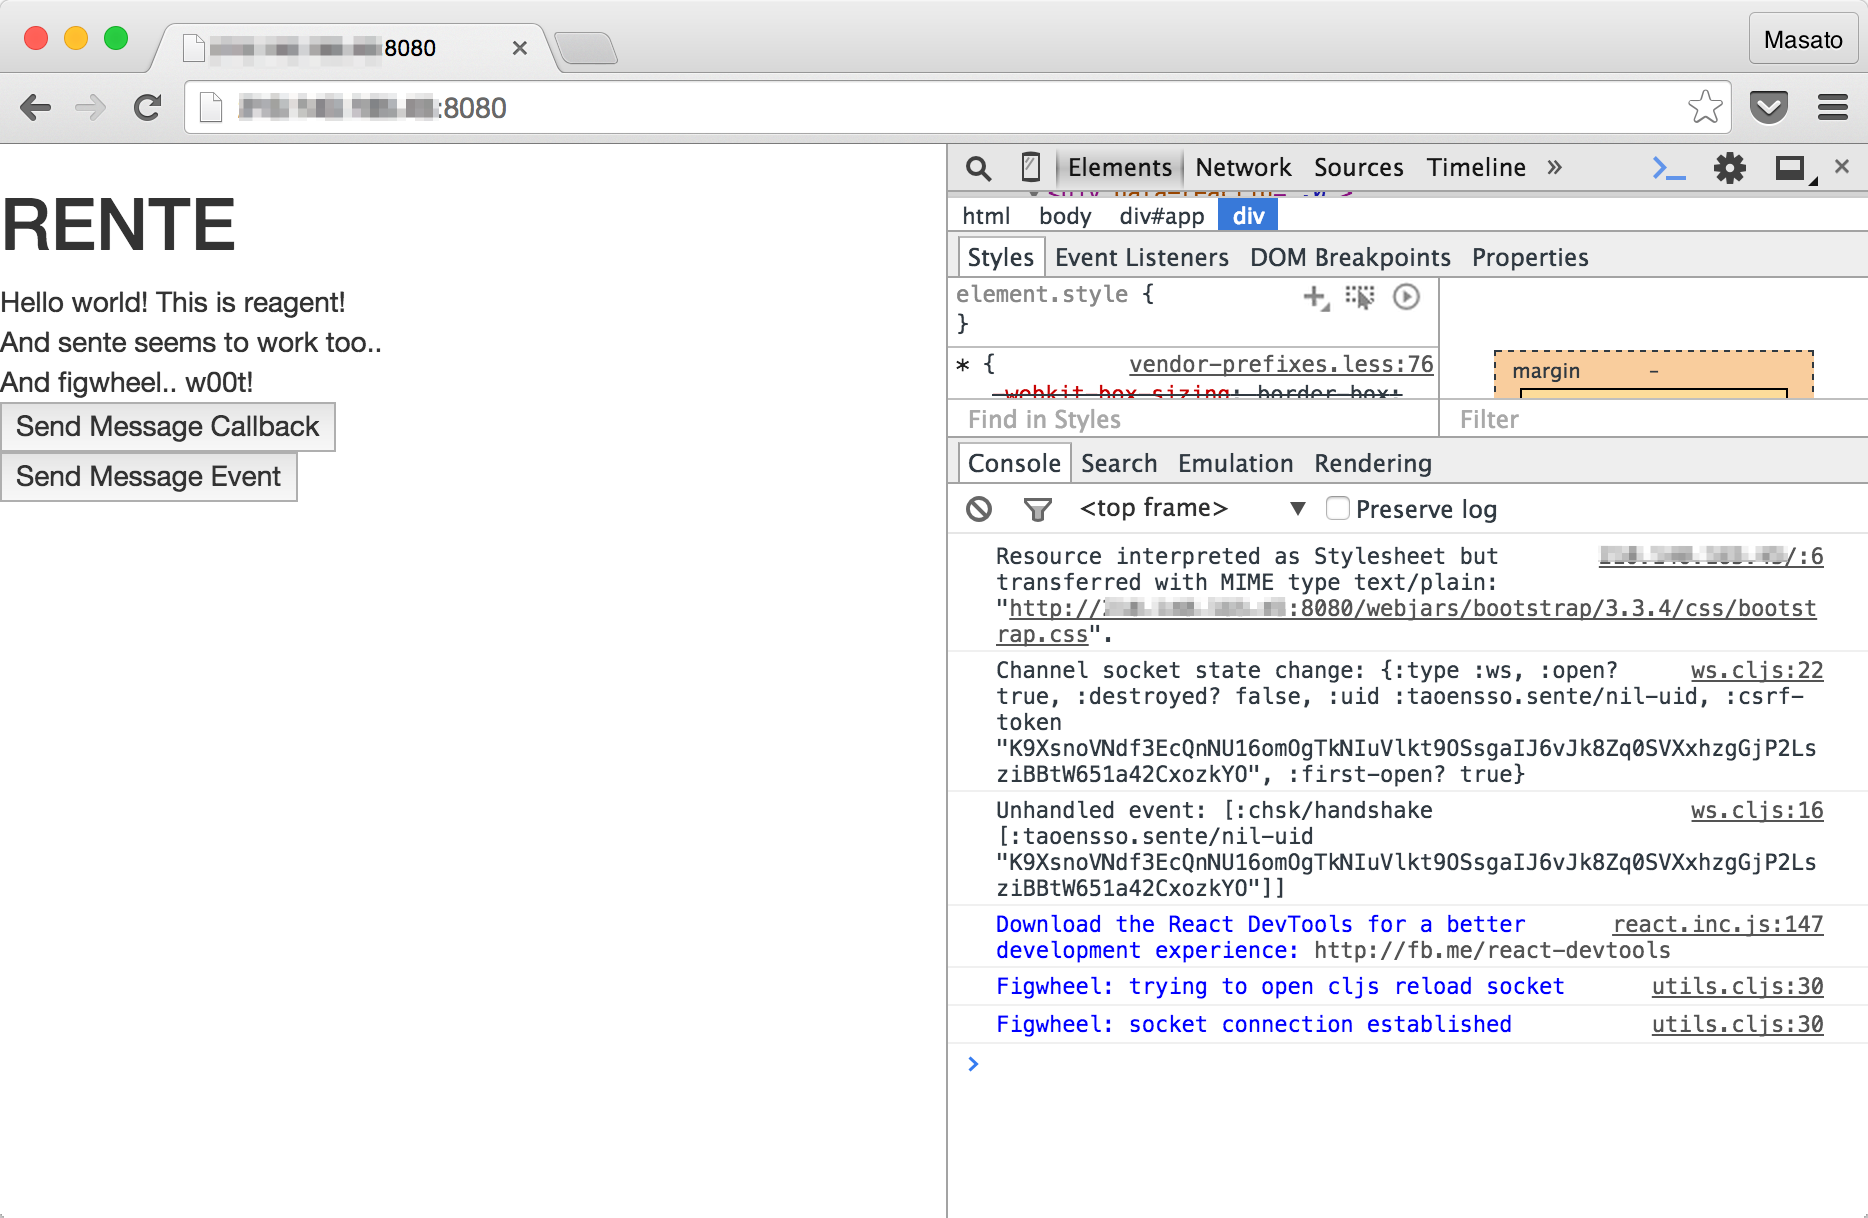 :8080
Masato
:8080
RENTE
Hello world! This is reagent!
And sente seems to work too..
And figwheel.. w00t!
Send Message Callback
Send Message Event
Elements Network Sources Timeline »
html body div#app div
Styles Event Listeners DOM Breakpoints Properties
element.style {
}
* { vendor-prefixes.less:76
-webkit-box-sizing: border-box;
margin -
Find in Styles Filter
Console Search Emulation Rendering
<top frame> ▼ Preserve log
Resource interpreted as Stylesheet but /:6
transferred with MIME type text/plain:
"http:// :8080/webjars/bootstrap/3.3.4/css/bootst
rap.css".
Channel socket state change: {:type :ws, :open? ws.cljs:22
true, :destroyed? false, :uid :taoensso.sente/nil-uid, :csrf-
token
"K9XsnoVNdf3EcQnNU16omOgTkNIuVlkt9OSsgaIJ6vJk8Zq0SVXxhzgGjP2Ls
ziBBtW651a42CxozkYO", :first-open? true}
Unhandled event: [:chsk/handshake ws.cljs:16
[:taoensso.sente/nil-uid
"K9XsnoVNdf3EcQnNU16omOgTkNIuVlkt9OSsgaIJ6vJk8Zq0SVXxhzgGjP2Ls
ziBBtW651a42CxozkYO"]]
Download the React DevTools for a better react.inc.js:147
development experience: http://fb.me/react-devtools
Figwheel: trying to open cljs reload socket utils.cljs:30
Figwheel: socket connection established utils.cljs:30